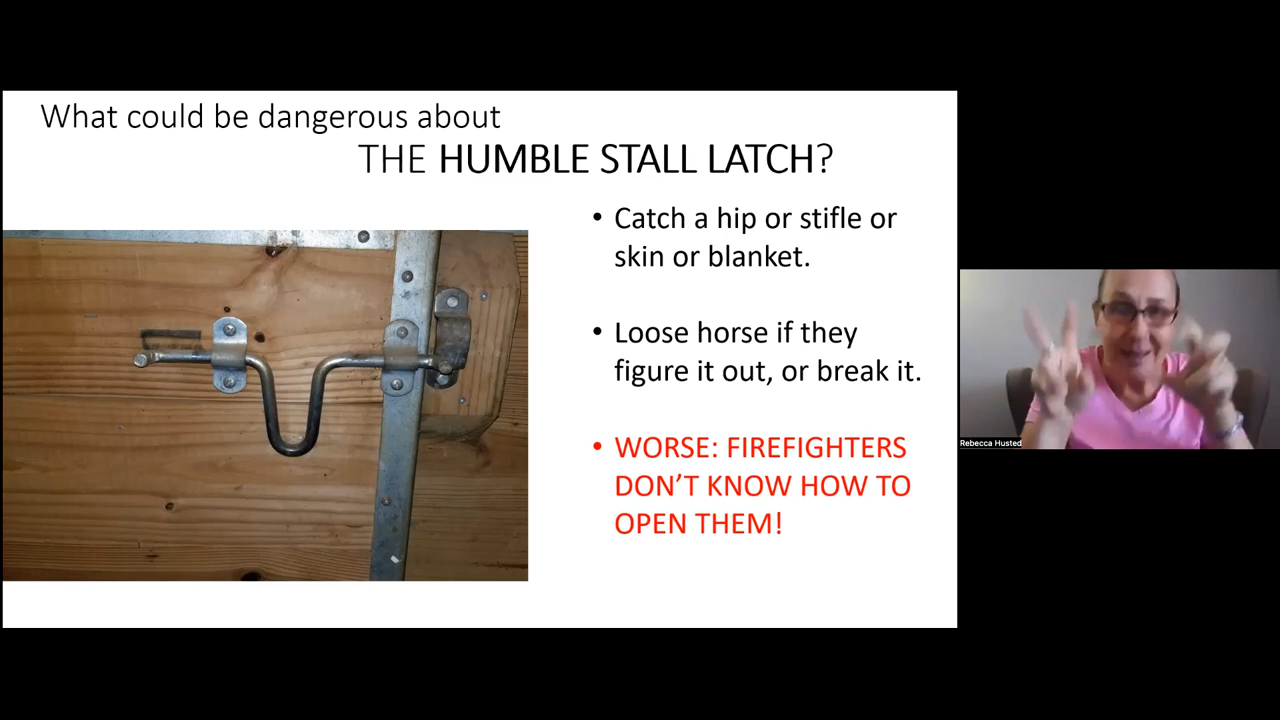 What could be dangerous about
THE HUMBLE STALL LATCH?
• Catch a hip or stifle or
skin or blanket.
• Loose horse if they
figure it out, or break it.
• WORSE: FIREFIGHTERS
DON’T KNOW HOW TO
OPEN THEM!
Rebecca Husted